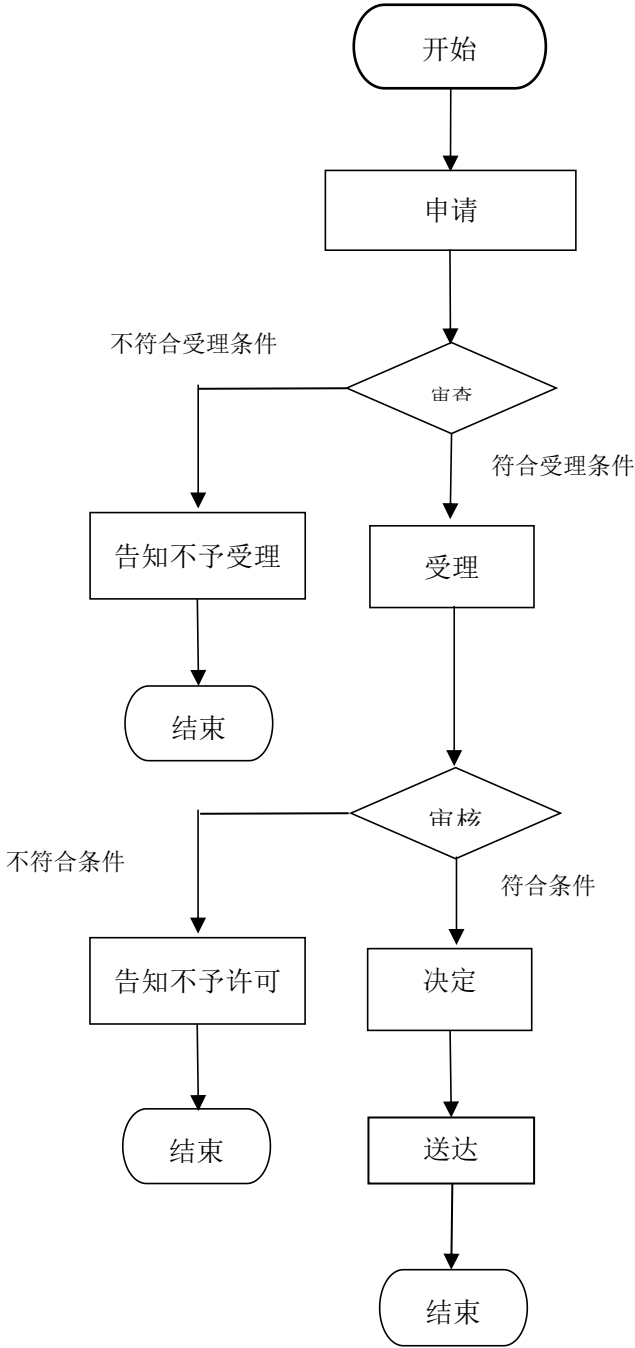 开始
申请
不符合受理条件
审查
符合受理条件
告知不予受理
受理
结束
审核
不符合条件
符合条件
告知不予许可
决定
结束
送达
结束